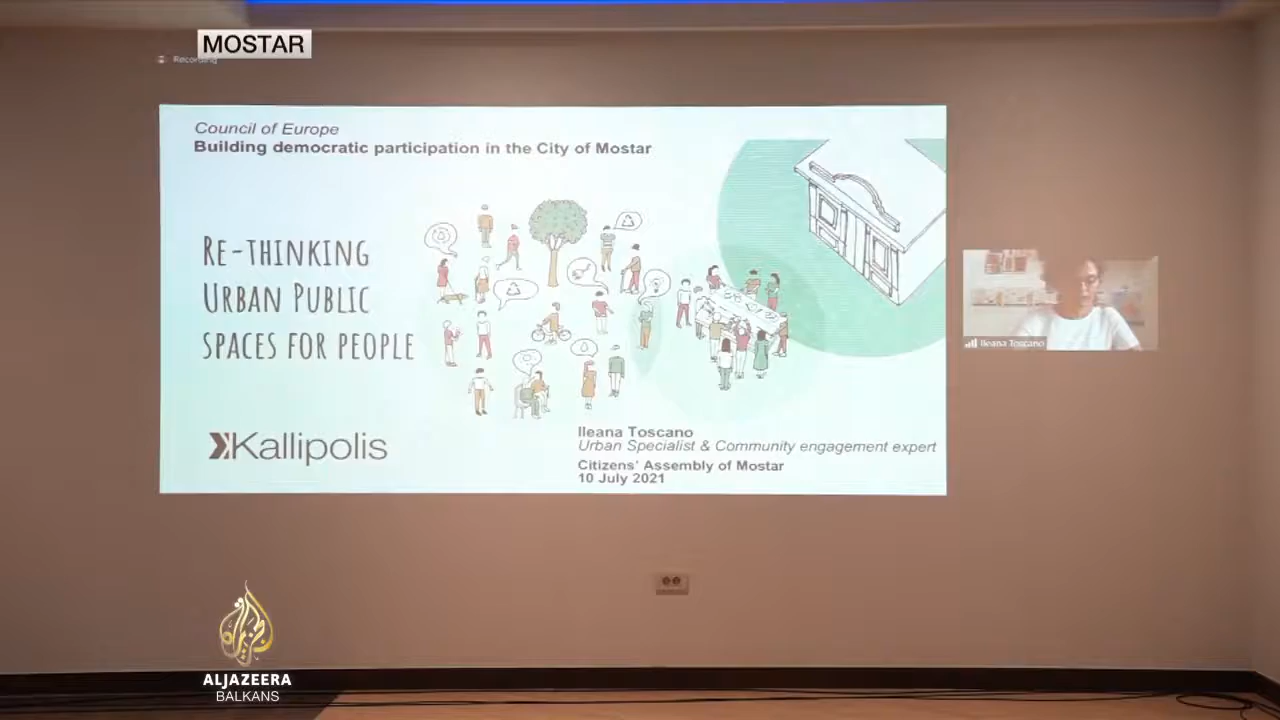 MOSTAR
Recording
Council of Europe
Building democratic participation in the City of Mostar
RE-THINKING
URBAN PUBLIC
SPACES FOR PEOPLE
Kallipolis
Ileana Toscano
Urban Specialist & Community engagement expert
Citizens' Assembly of Mostar
10 July 2021
Ileana Toscano
الجزيرة
ALJAZEERA
BALKANS